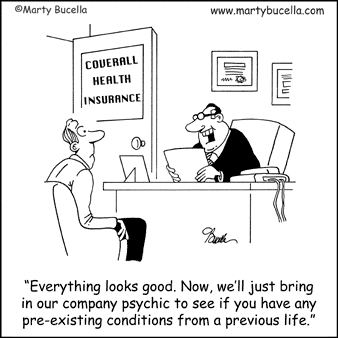 ©Marty Bucella www.martybucella.com
COVERALL
HEALTH
INSURANCE
Bucella
“Everything looks good. Now, we’ll just bring
in our company psychic to see if you have any
pre-existing conditions from a previous life.”